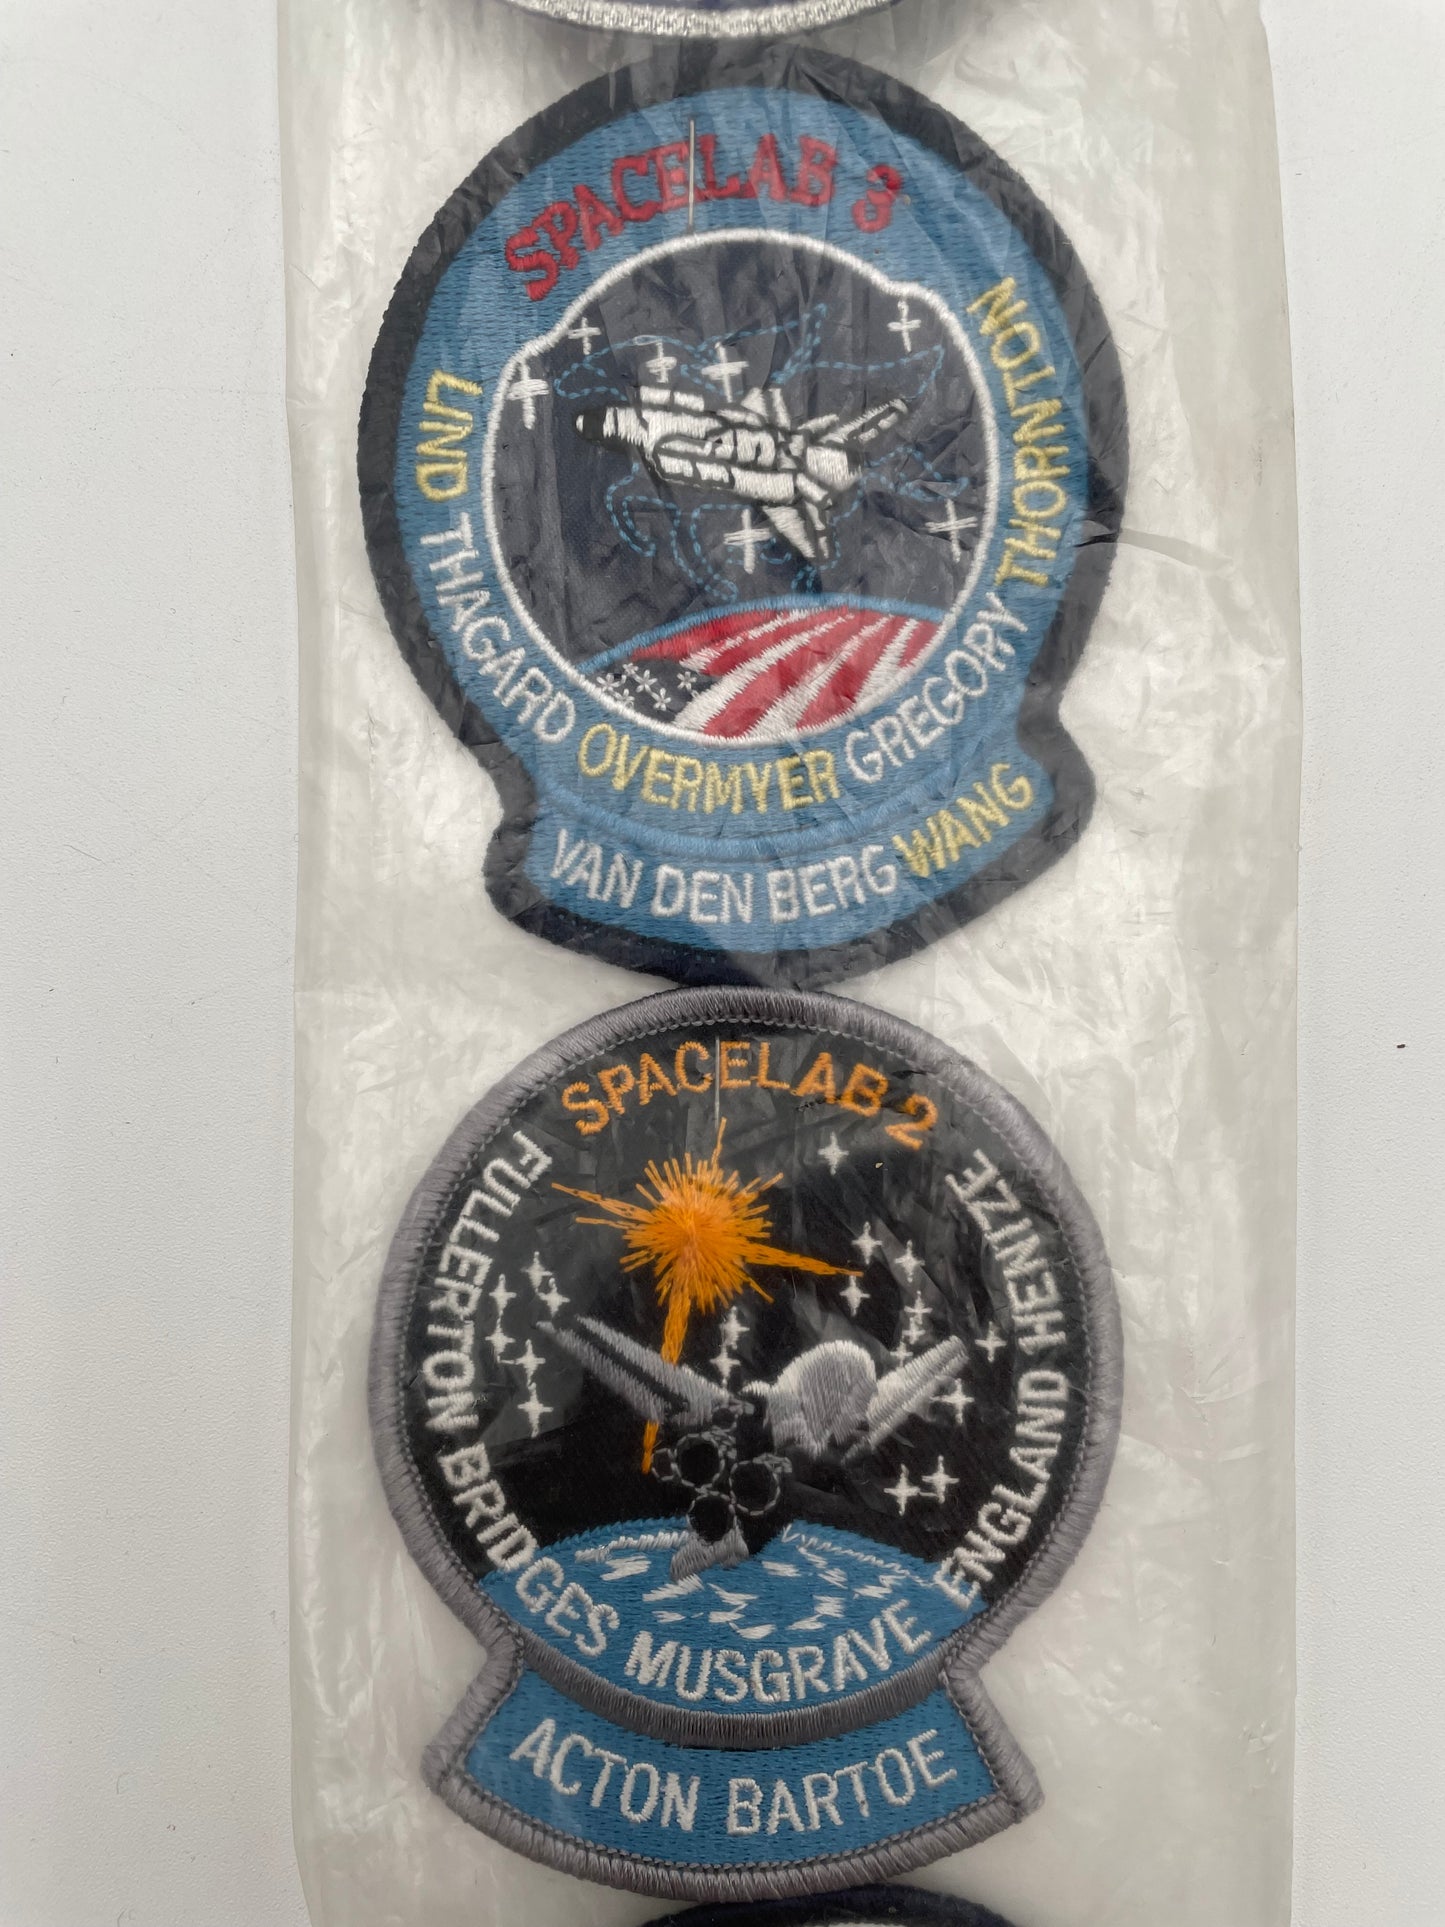 SPACELAB 3
LIND THAGARD OVERMYER GREGORY THORNTON
VAN DEN BERG WANG
SPACELAB 2
FULLERTON BRIDGES MUSGRAVE ENGLAND HENIZE
ACTON BARTOE